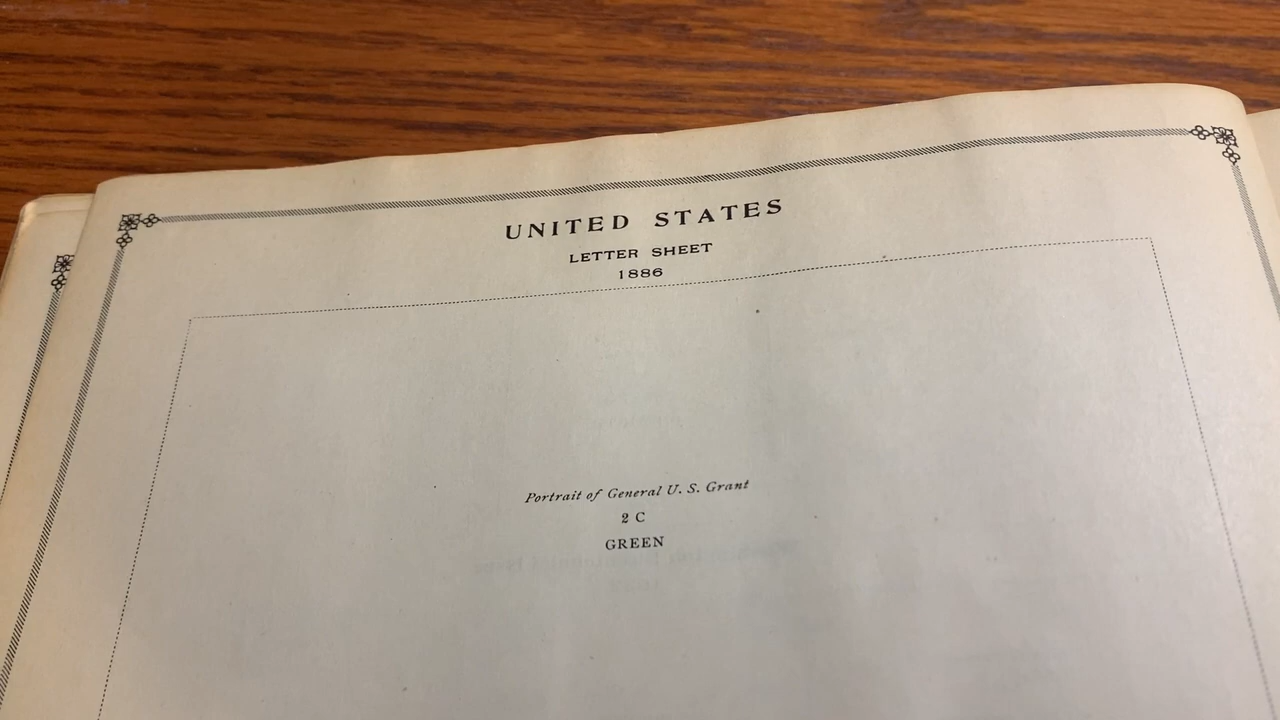 UNITED STATES
LETTER SHEET
1886
Portrait of General U. S. Grant
2 C
GREEN